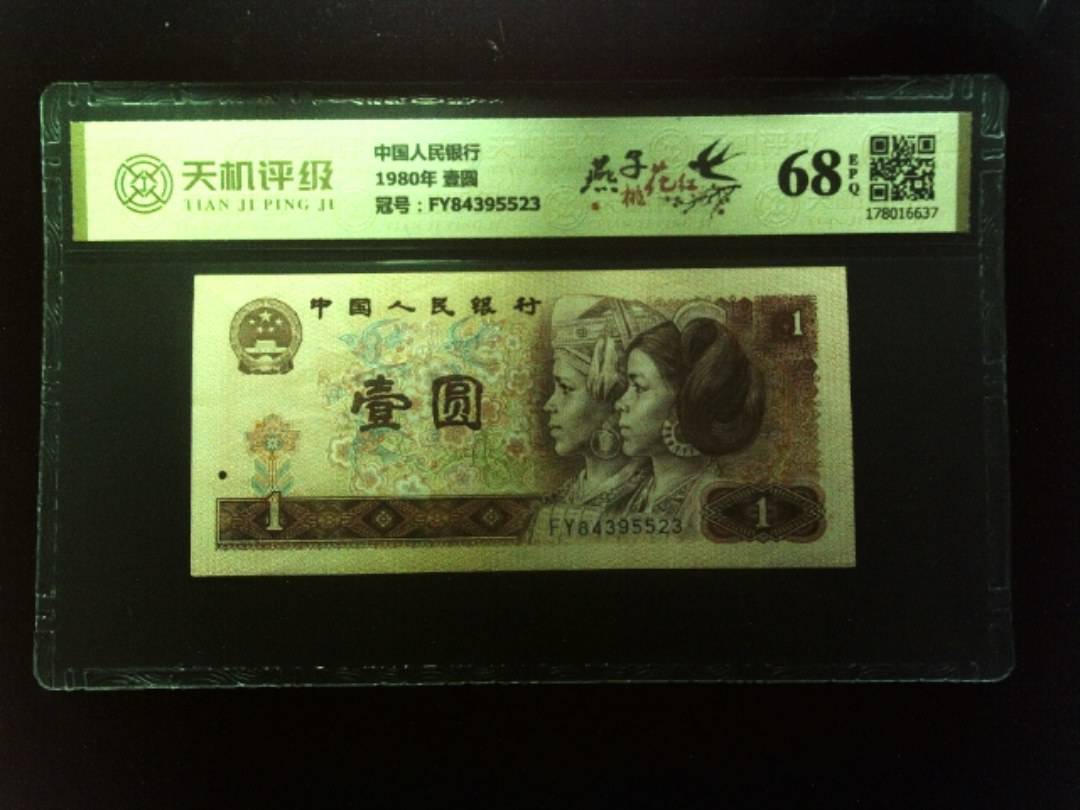 天机评级
TIAN JI PING JI
中国人民银行
1980年 壹圆
冠号：FY84395523
燕子
桃花红
68
EPQ
178016637
中国人民银行
壹圆
1
1
FY84395523
1